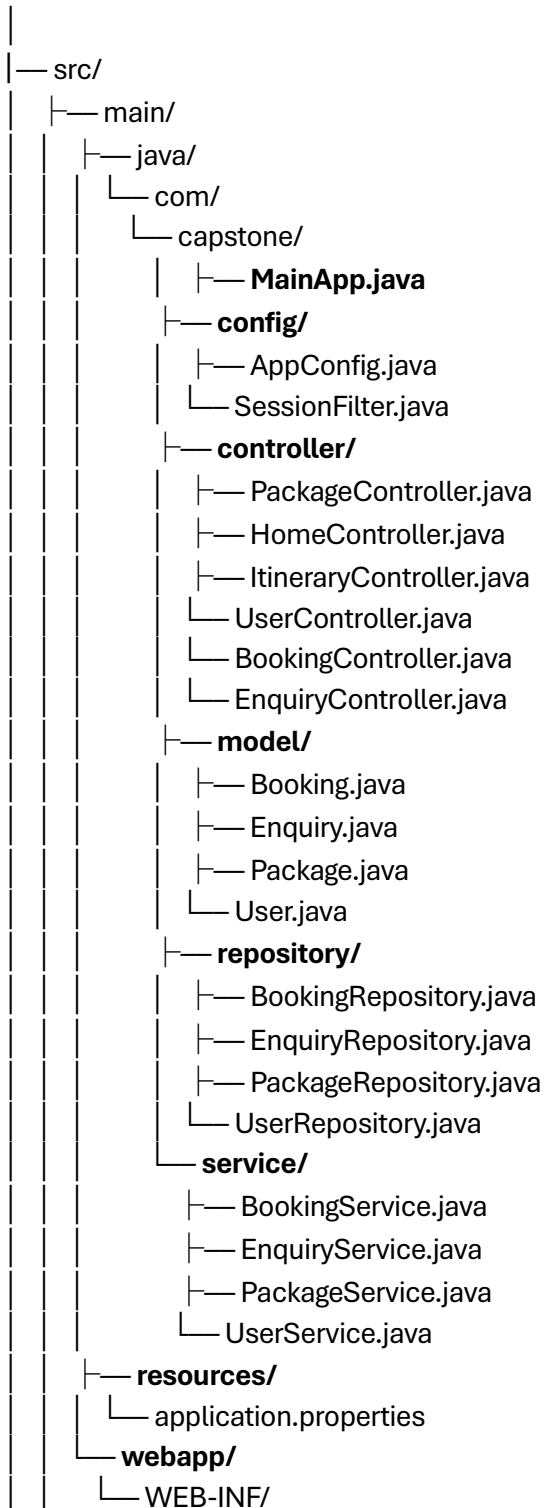 │
│── src/
│ ├── main/
│ │ ├── java/
│ │ │ └── com/
│ │ │ └── capstone/
│ │ │ │ ├── MainApp.java
│ │ │ ├── config/
│ │ │ │ ├── AppConfig.java
│ │ │ │ └── SessionFilter.java
│ │ │ ├── controller/
│ │ │ │ ├── PackageController.java
│ │ │ │ ├── HomeController.java
│ │ │ │ ├── ItineraryController.java
│ │ │ │ └── UserController.java
│ │ │ │ └── BookingController.java
│ │ │ │ └── EnquiryController.java
│ │ │ ├── model/
│ │ │ │ ├── Booking.java
│ │ │ │ ├── Enquiry.java
│ │ │ │ ├── Package.java
│ │ │ │ └── User.java
│ │ │ ├── repository/
│ │ │ │ ├── BookingRepository.java
│ │ │ │ ├── EnquiryRepository.java
│ │ │ │ ├── PackageRepository.java
│ │ │ │ └── UserRepository.java
│ │ │ └── service/
│ │ │ ├── BookingService.java
│ │ │ ├── EnquiryService.java
│ │ │ ├── PackageService.java
│ │ │ └── UserService.java
│ │ ├── resources/
│ │ │ └── application.properties
│ │ └── webapp/
│ │ └── WEB-INF/